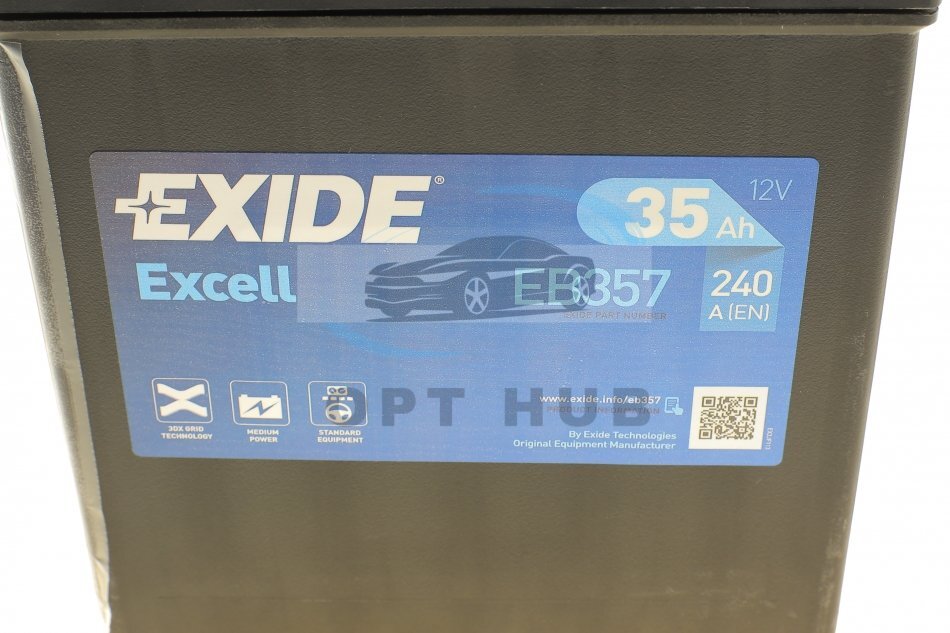 EXIDE®
Excell
35 Ah
12V
EB357
EXIDE PART NUMBER
240
A (EN)
3DX GRID
TECHNOLOGY
MEDIUM
POWER
STANDARD
EQUIPMENT
OPT HUB
www.exide.info/eb357
PRODUCT INFORMATION
By Exide Technologies
Original Equipment Manufacturer